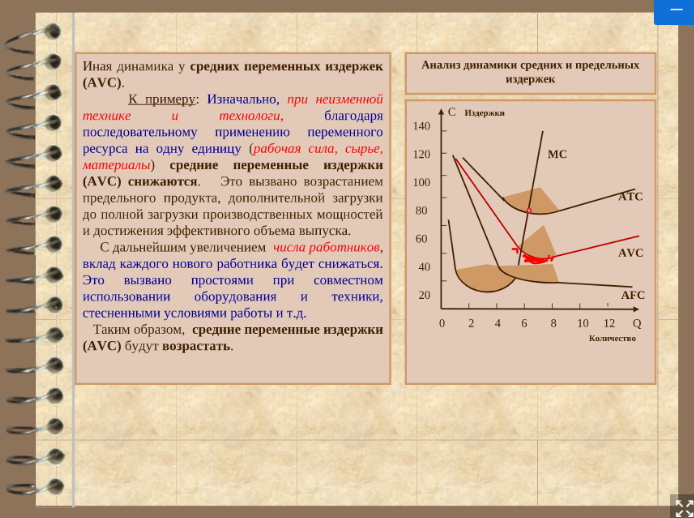 Иная динамика у средних переменных издержек
(AVC).
К примеру: Изначально, при неизменной
технике и технологи, благодаря
последовательному применению переменного
ресурса на одну единицу (рабочая сила, сырье,
материалы) средние переменные издержки
(AVC) снижаются. Это вызвано возрастанием
предельного продукта, дополнительной загрузки
до полной загрузки производственных мощностей
и достижения эффективного объема выпуска.
С дальнейшим увеличением числа работников,
вклад каждого нового работника будет снижаться.
Это вызвано простоями при совместном
использовании оборудования и техники,
стесненными условиями работы и т.д.
Таким образом, средние переменные издержки
(AVC) будут возрастать.
Анализ динамики средних и предельных
издержек
C Издержки
140
120
100
80
60
40
20
MC
ATC
AVC
AFC
0 2 4 6 8 10 12 Q
Количество